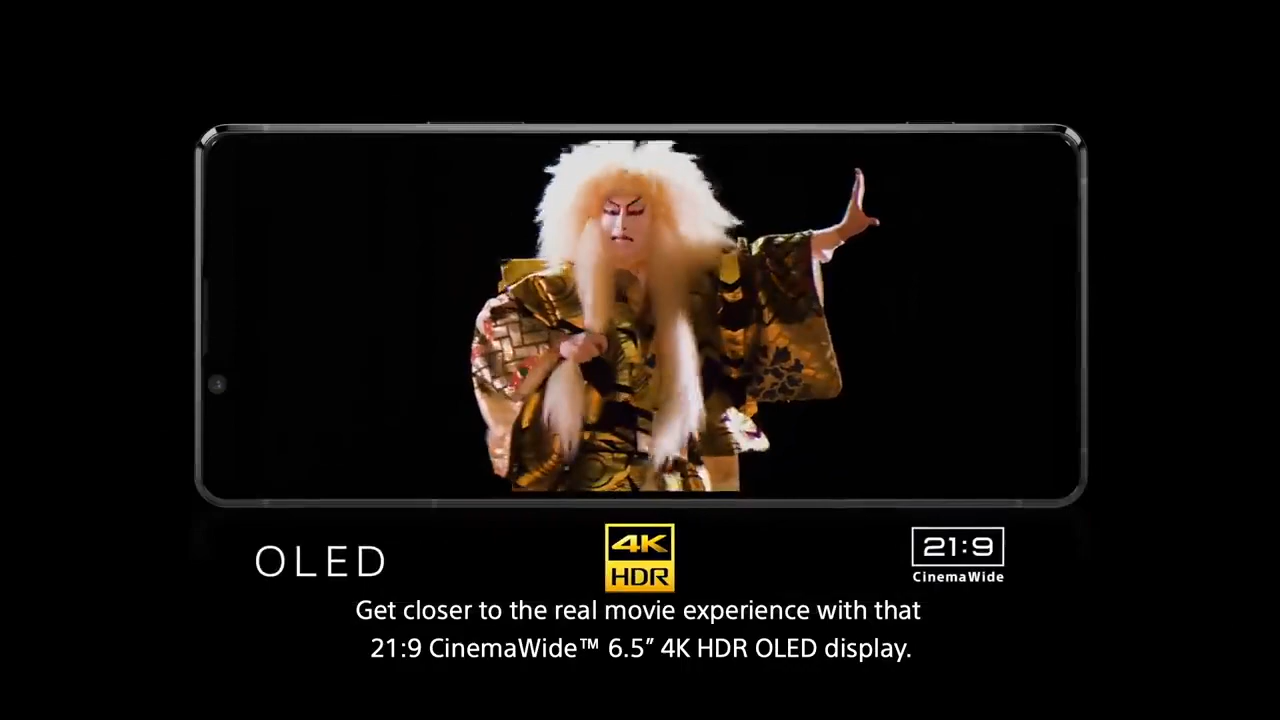 OLED
4K
HDR
21:9
CinemaWide
Get closer to the real movie experience with that
21:9 CinemaWide™ 6.5” 4K HDR OLED display.